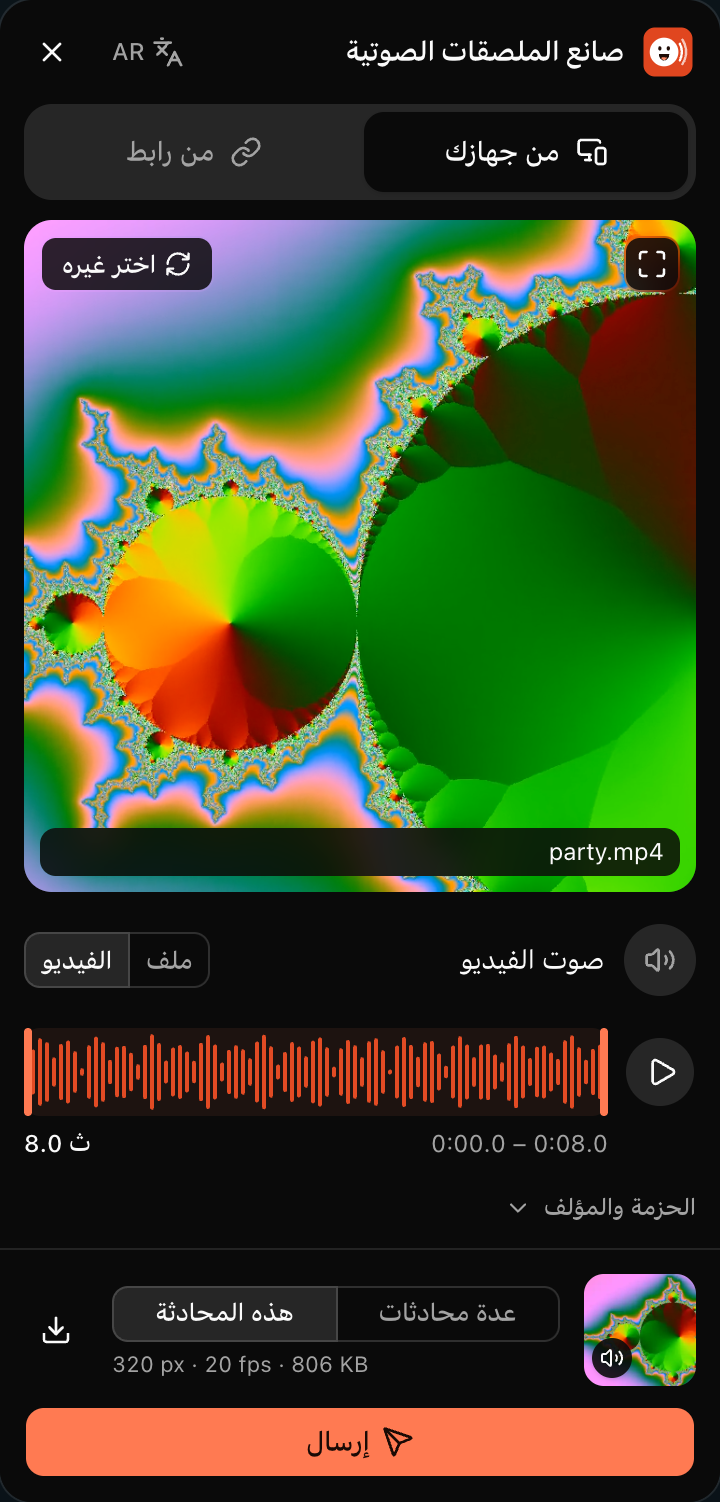 صانع الملصقات الصوتية
AR
من جهازك
من رابط
اختر غيره
party.mp4
صوت الفيديو
ملف
الفيديو
0:00.0 – 0:08.0
8.0 ث
الحزمة والمؤلف
عدة محادثات
هذه المحادثة
320 px · 20 fps · 806 KB
إرسال